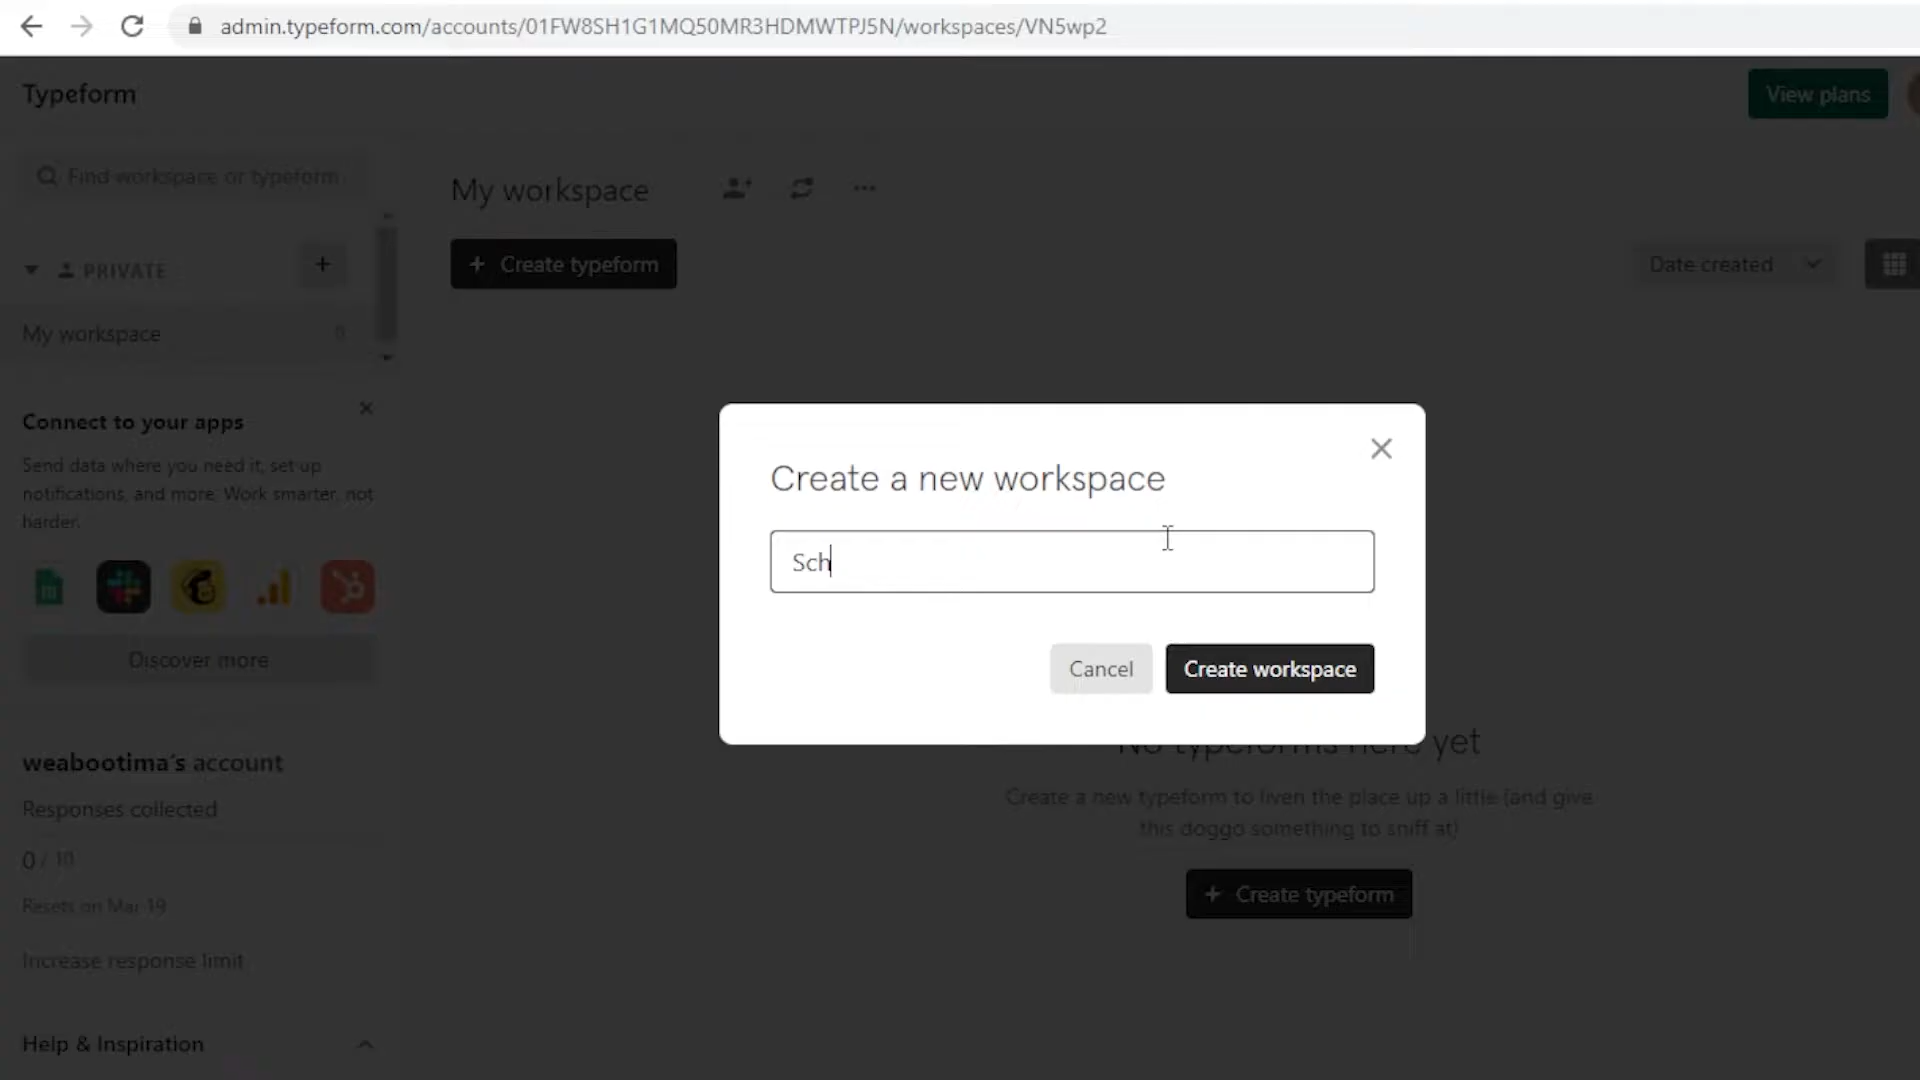 admin.typeform.com/accounts/01FW8SH1G1MQ50MR3HDMWTPJ5N/workspaces/VN5wp2
Typeform
View plans
Find workspace or typeform
My workspace
PRIVATE
+ Create typeform
Date created
My workspace 0
Connect to your apps
Send data where you need it, set up
notifications, and more. Work smarter, not
harder.
Create a new workspace
Sch
Discover more
Cancel
Create workspace
No typeforms here yet
weabootima's account
Create a new typeform to liven the place up a little (and give
this doggo something to sniff at)
Responses collected
0 / 10
+ Create typeform
Resets on Mar 19
Increase response limit
Help & Inspiration